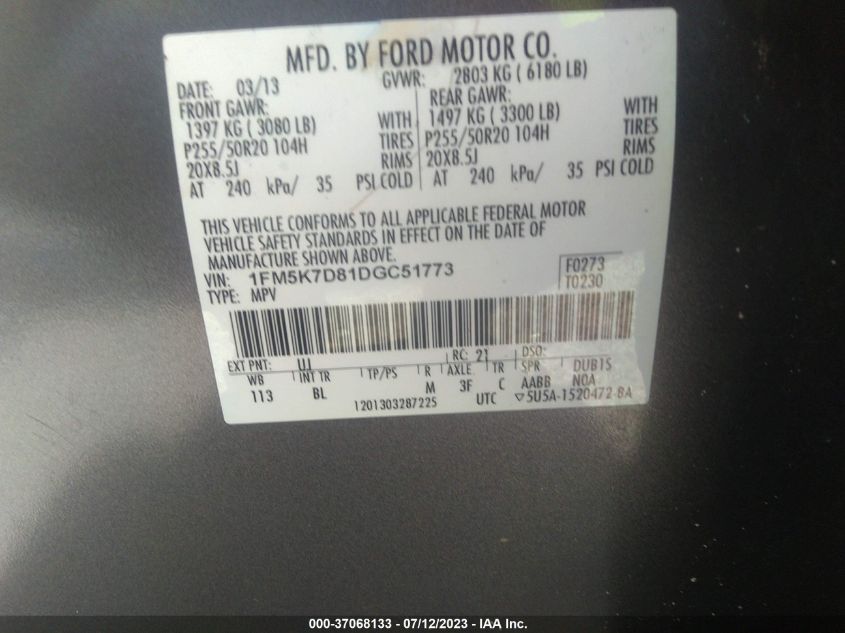 MFD. BY FORD MOTOR CO.
DATE: 03/13 GVWR: 2803 KG ( 6180 LB)
FRONT GAWR: REAR GAWR:
1397 KG ( 3080 LB) WITH 1497 KG ( 3300 LB) WITH
P255/50R20 104H TIRES P255/50R20 104H TIRES
20X8.5J RIMS 20X8.5J RIMS
AT 240 kPa/ 35 PSI COLD AT 240 kPa/ 35 PSI COLD
THIS VEHICLE CONFORMS TO ALL APPLICABLE FEDERAL MOTOR
VEHICLE SAFETY STANDARDS IN EFFECT ON THE DATE OF
MANUFACTURE SHOWN ABOVE.
VIN: 1FM5K7D81DGC51773 F0273
TYPE: MPV T0230
EXT PNT: UJ RC: 21 DSO:
WB INT TR TP/PS R AXLE TR SPR DUB15
113 BL M 3F C AABB NOA
1201303287225 UTC ▽5U5A-1520472-BA
000-37068133 - 07/12/2023 - IAA Inc.